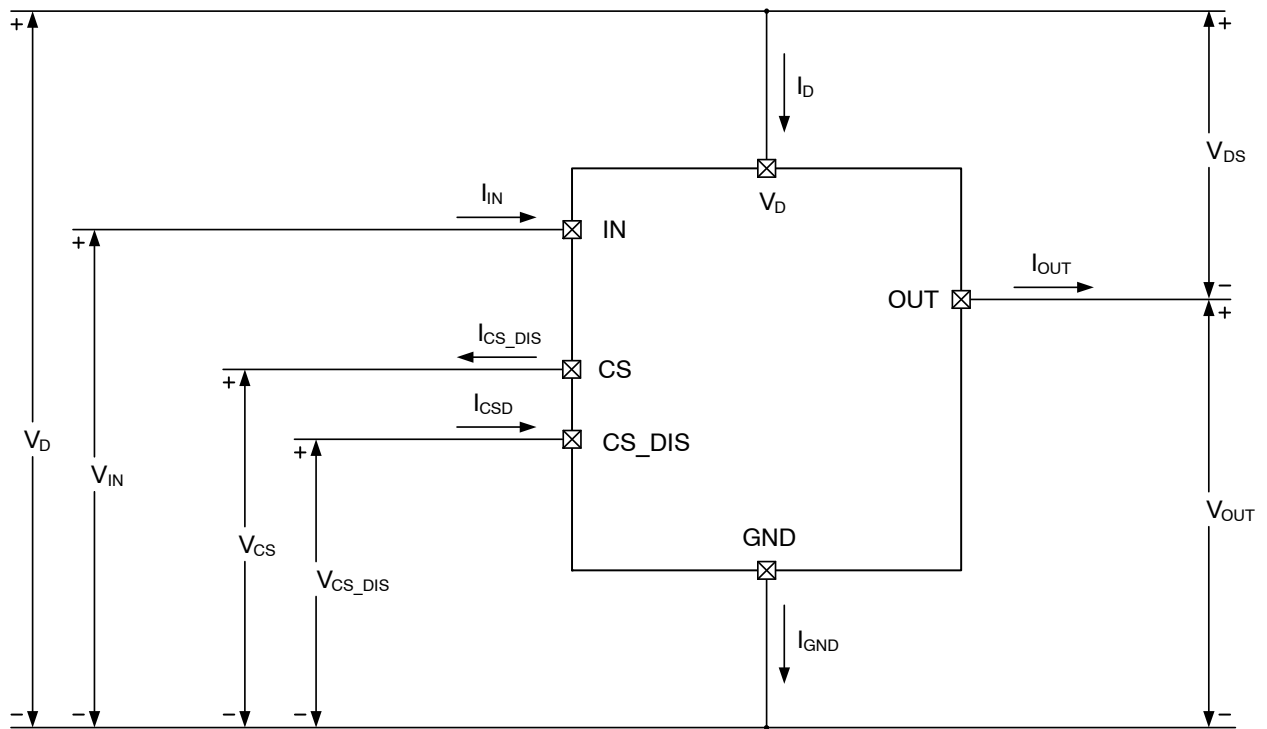 +
+
I_D
V_DS
V_D
I_IN
+
IN
I_OUT
OUT
−
+
I_CS_DIS
CS
+
I_CSD
CS_DIS
+
V_D
V_IN
V_OUT
GND
V_CS
V_CS_DIS
I_GND
−
−
−
−
−